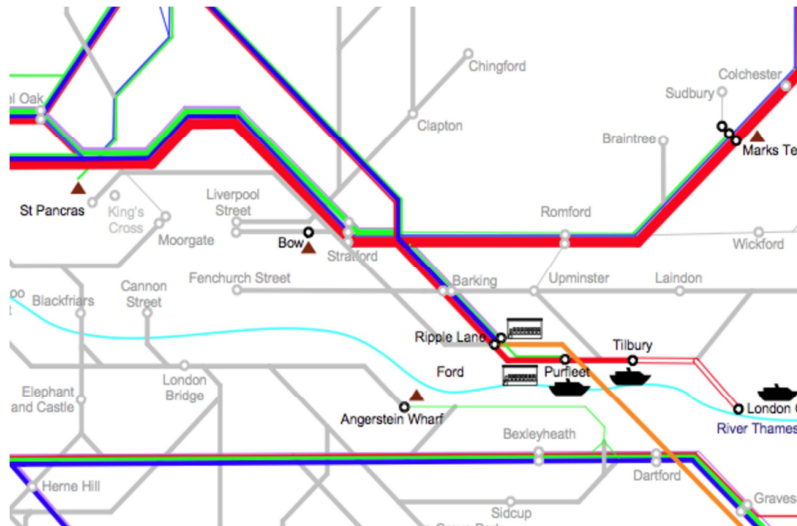 Chingford
Colchester
Sudbury
el Oak
Clapton
Braintree
Marks Te
St Pancras
King's
Cross
Liverpool
Street
Moorgate
Bow
Stratford
Romford
Wickford
Fenchurch Street
Barking
Upminster
Laindon
oo
Blackfriars
Cannon
Street
Ripple Lane
Tilbury
Purfleet
Ford
London
Bridge
Elephant
and Castle
Angerstein Wharf
London
River Thames
Bexleyheath
Dartford
Herne Hill
Sidcup
Graves